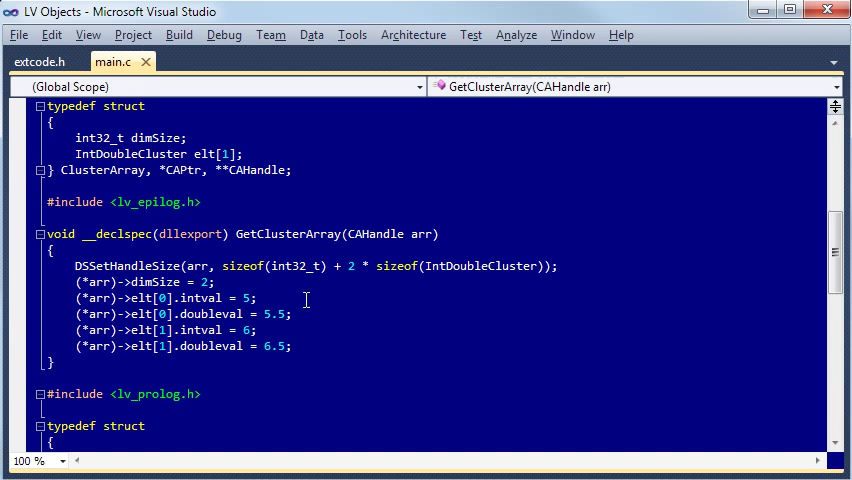 LV Objects - Microsoft Visual Studio
File Edit View Project Build Debug Team Data Tools Architecture Test Analyze Window Help
extcode.h main.c
(Global Scope) GetClusterArray(CAHandle arr)
typedef struct
{
int32_t dimSize;
IntDoubleCluster elt[1];
} ClusterArray, *CAPtr, **CAHandle;
#include <lv_epilog.h>
void __declspec(dllexport) GetClusterArray(CAHandle arr)
{
DSSetHandleSize(arr, sizeof(int32_t) + 2 * sizeof(IntDoubleCluster));
(*arr)->dimSize = 2;
(*arr)->elt[0].intval = 5;
(*arr)->elt[0].doubleval = 5.5;
(*arr)->elt[1].intval = 6;
(*arr)->elt[1].doubleval = 6.5;
}
#include <lv_prolog.h>
typedef struct
{
100 %